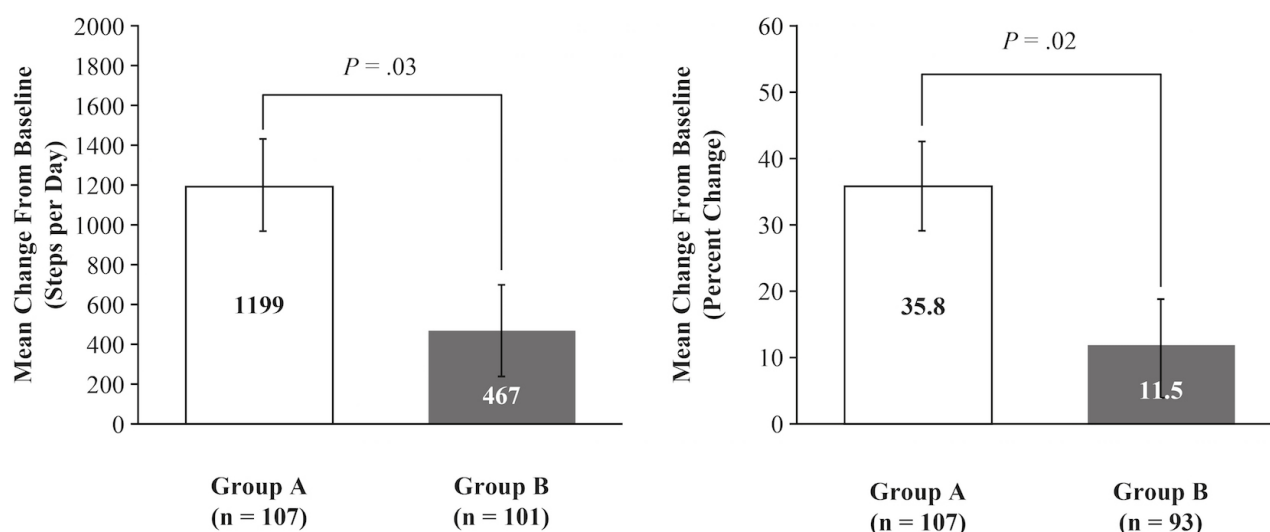 Mean Change From Baseline
(Steps per Day)
2000
1800
1600
1400
1200
1000
800
600
400
200
0
P = .03
1199
467
Group A
(n = 107)
Group B
(n = 101)
Mean Change From Baseline
(Percent Change)
60
50
40
30
20
10
0
P = .02
35.8
11.5
Group A
(n = 107)
Group B
(n = 93)